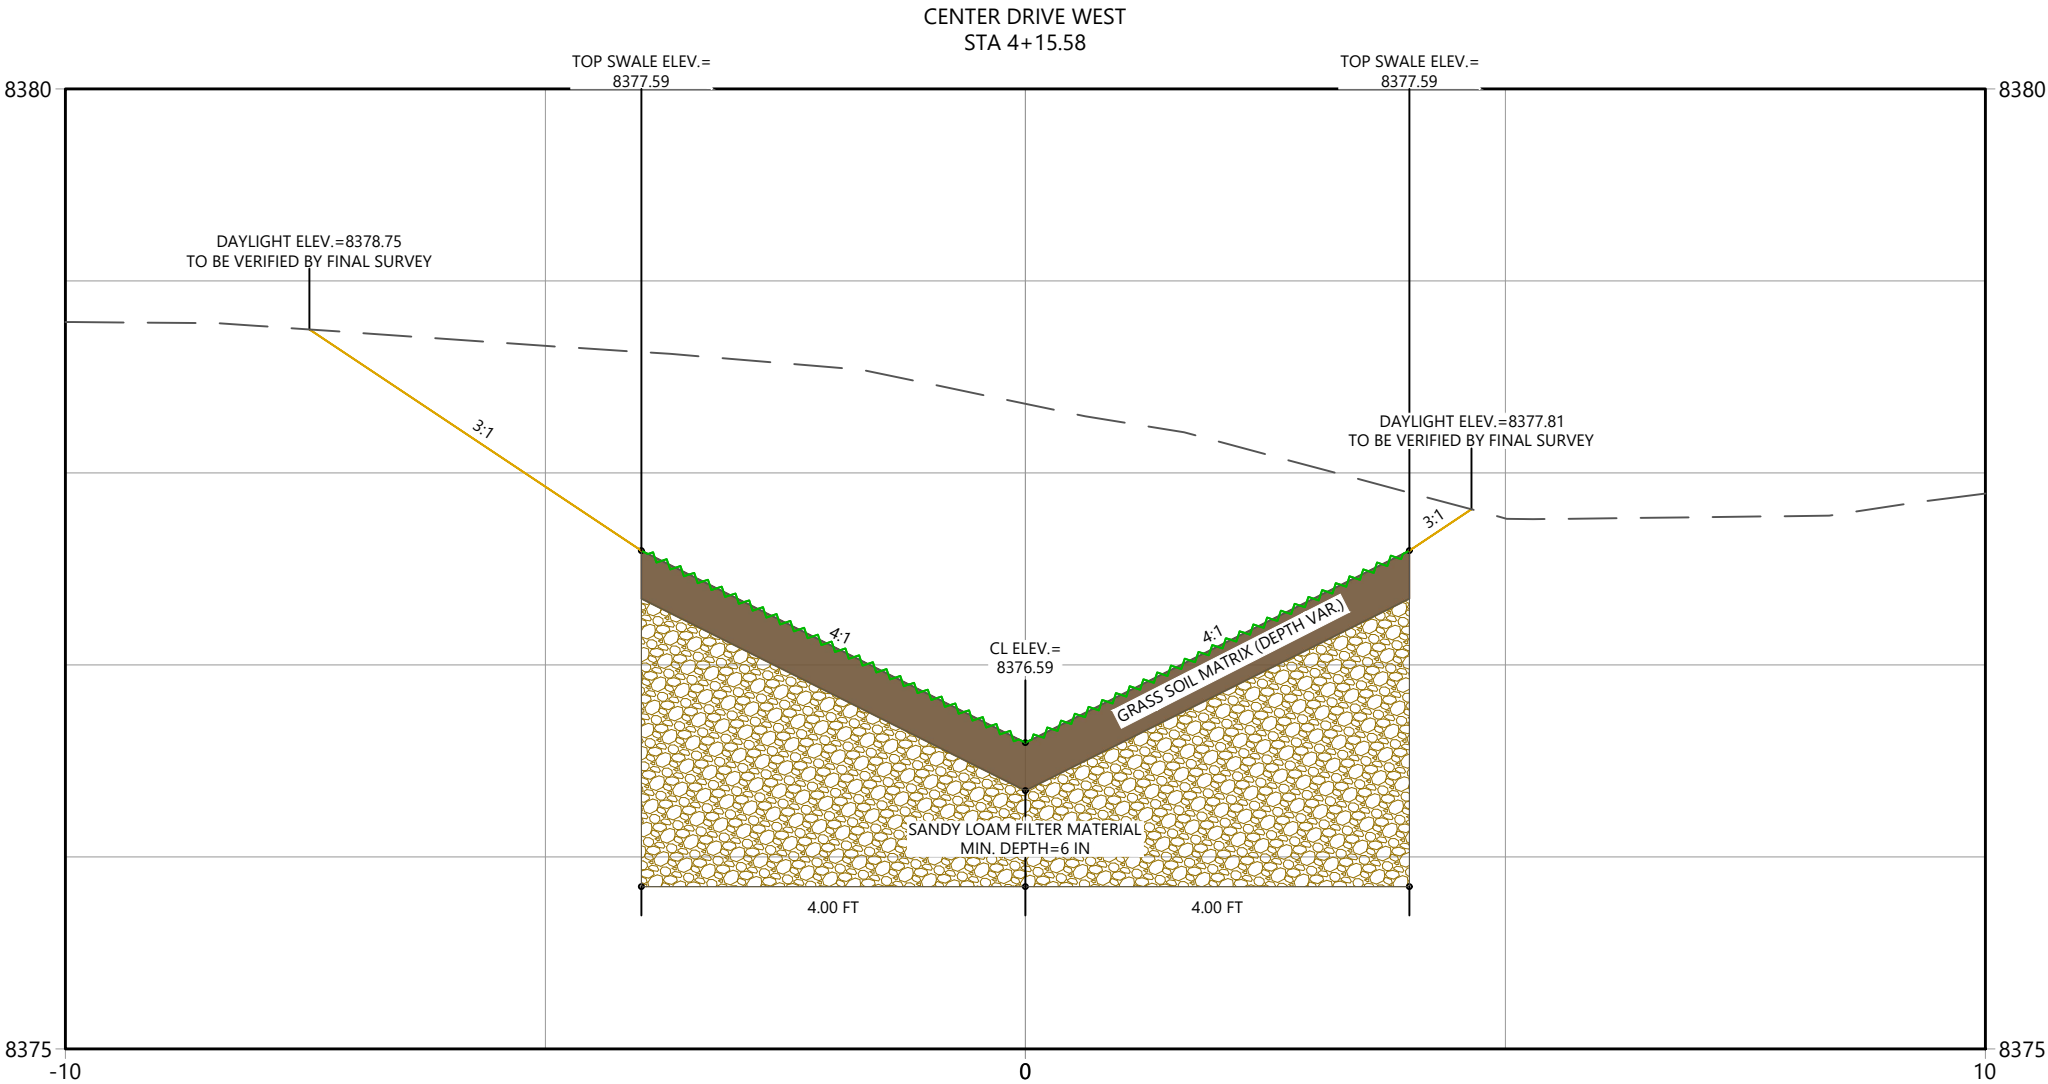 CENTER DRIVE WEST
STA 4+15.58
TOP SWALE ELEV.=
8377.59
TOP SWALE ELEV.=
8377.59
8380
8380
DAYLIGHT ELEV.=8378.75
TO BE VERIFIED BY FINAL SURVEY
3:1
DAYLIGHT ELEV.=8377.81
TO BE VERIFIED BY FINAL SURVEY
3:1
4:1
4:1
CL ELEV.=
8376.59
GRASS SOIL MATRIX (DEPTH VAR.)
SANDY LOAM FILTER MATERIAL
MIN. DEPTH=6 IN
4.00 FT
4.00 FT
8375
8375
-10
0
10